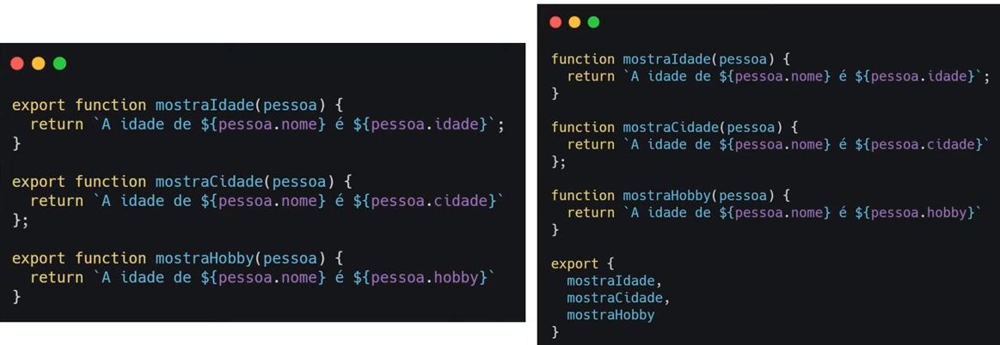 export function mostraIdade(pessoa) {
  return `A idade de ${pessoa.nome} é ${pessoa.idade}`;
}

export function mostraCidade(pessoa) {
  return `A idade de ${pessoa.nome} é ${pessoa.cidade}`
};

export function mostraHobby(pessoa) {
  return `A idade de ${pessoa.nome} é ${pessoa.hobby}`
}

function mostraIdade(pessoa) {
  return `A idade de ${pessoa.nome} é ${pessoa.idade}`;
}

function mostraCidade(pessoa) {
  return `A idade de ${pessoa.nome} é ${pessoa.cidade}`
};

function mostraHobby(pessoa) {
  return `A idade de ${pessoa.nome} é ${pessoa.hobby}`
}

export {
  mostraIdade,
  mostraCidade,
  mostraHobby
}